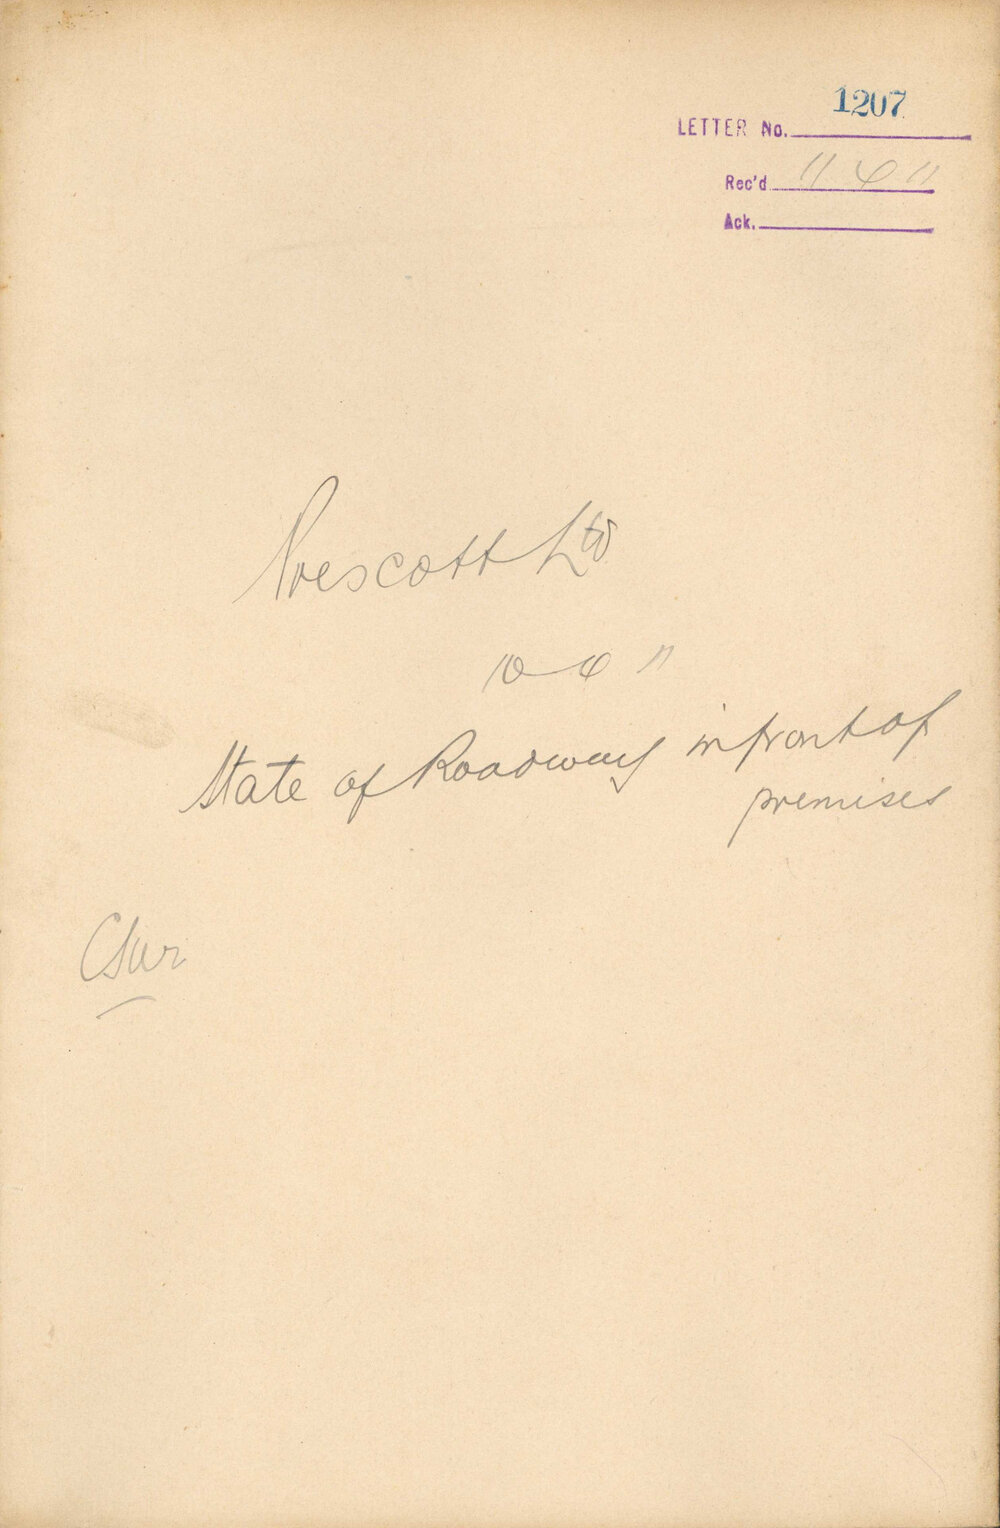 1207
LETTER No.
Rec'd 11 4 11
Ack.
Prescott Ltd
10 4 11
State of Roadway in front of
premises